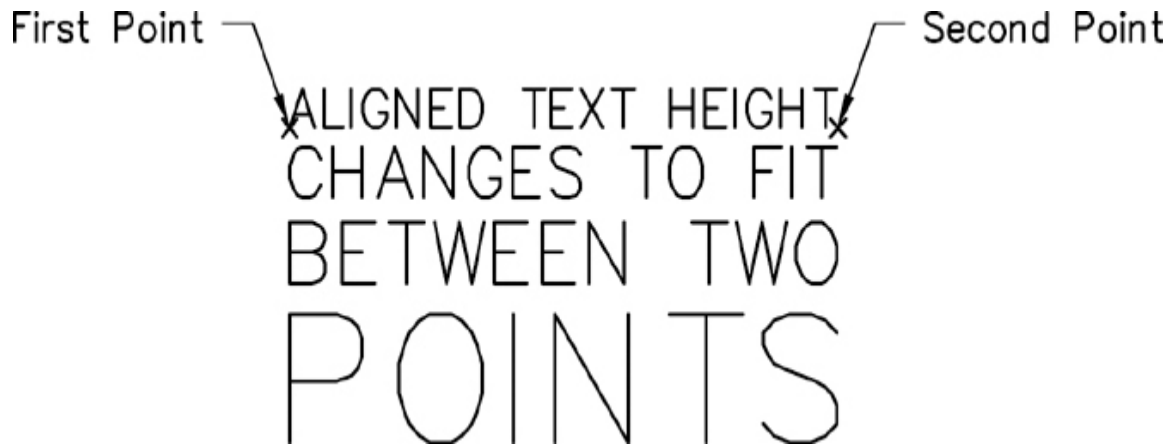 First Point
Second Point
ALIGNED TEXT HEIGHT
CHANGES TO FIT
BETWEEN TWO
POINTS